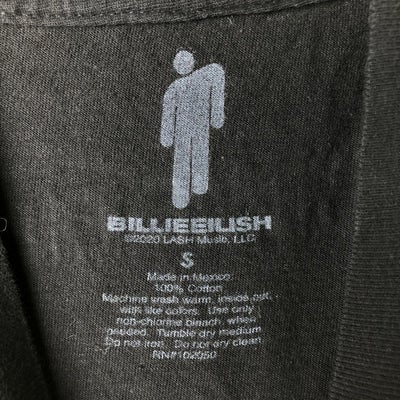 BILLIEEILISH
©2020 LASH Music, LLC
S
Made in Mexico
100% Cotton
Machine wash warm, inside out,
with like colors. Use only
non-chlorine bleach, when
needed. Tumble dry medium
Do not iron. Do not dry clean
RN#102050